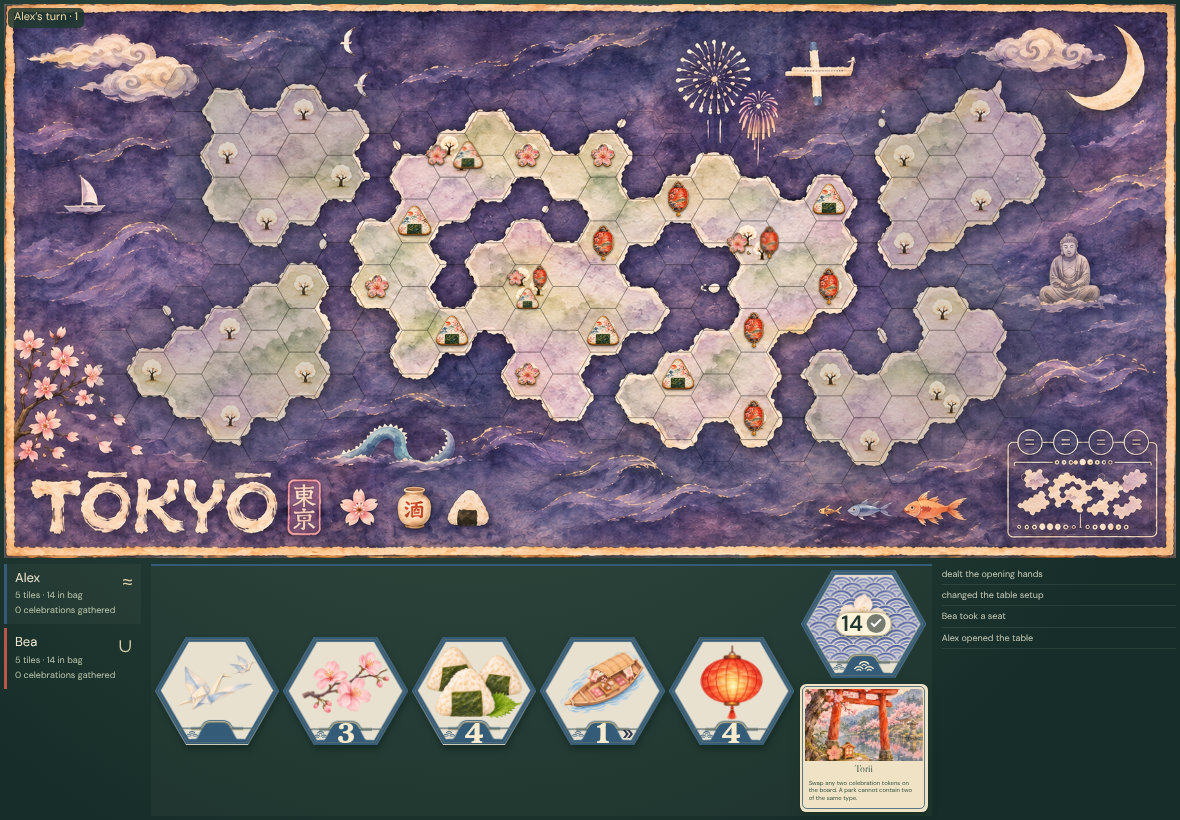 Alex's turn · 1
TŌKYŌ
東京
酒
Alex
5 tiles · 14 in bag
0 celebrations gathered
Bea
5 tiles · 14 in bag
0 celebrations gathered
3
4
1 »
4
14
Torii
Swap any two celebration tokens on
the board. A park cannot contain two
of the same type.
dealt the opening hands
changed the table setup
Bea took a seat
Alex opened the table